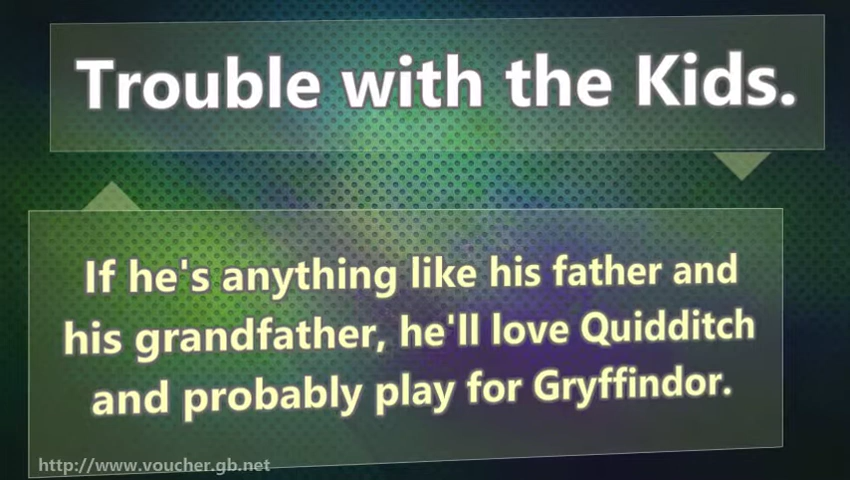 Trouble with the Kids.
If he's anything like his father and
his grandfather, he'll love Quidditch
and probably play for Gryffindor.
http://www.voucher.gb.net